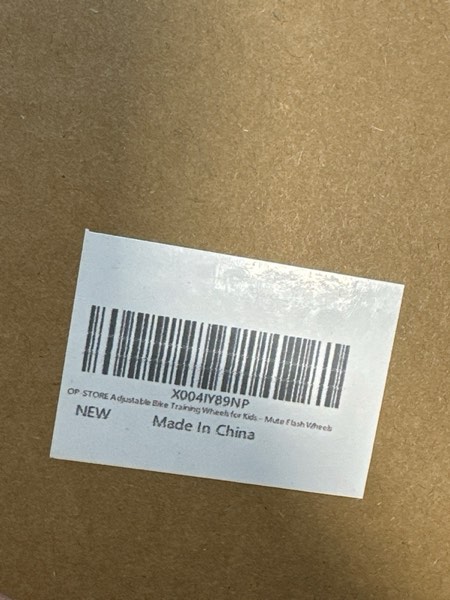 X004IY89NP
OP-STORE Adjustable Bike Training Wheels for Kids - Mute Flash Wheels
NEW
Made In China